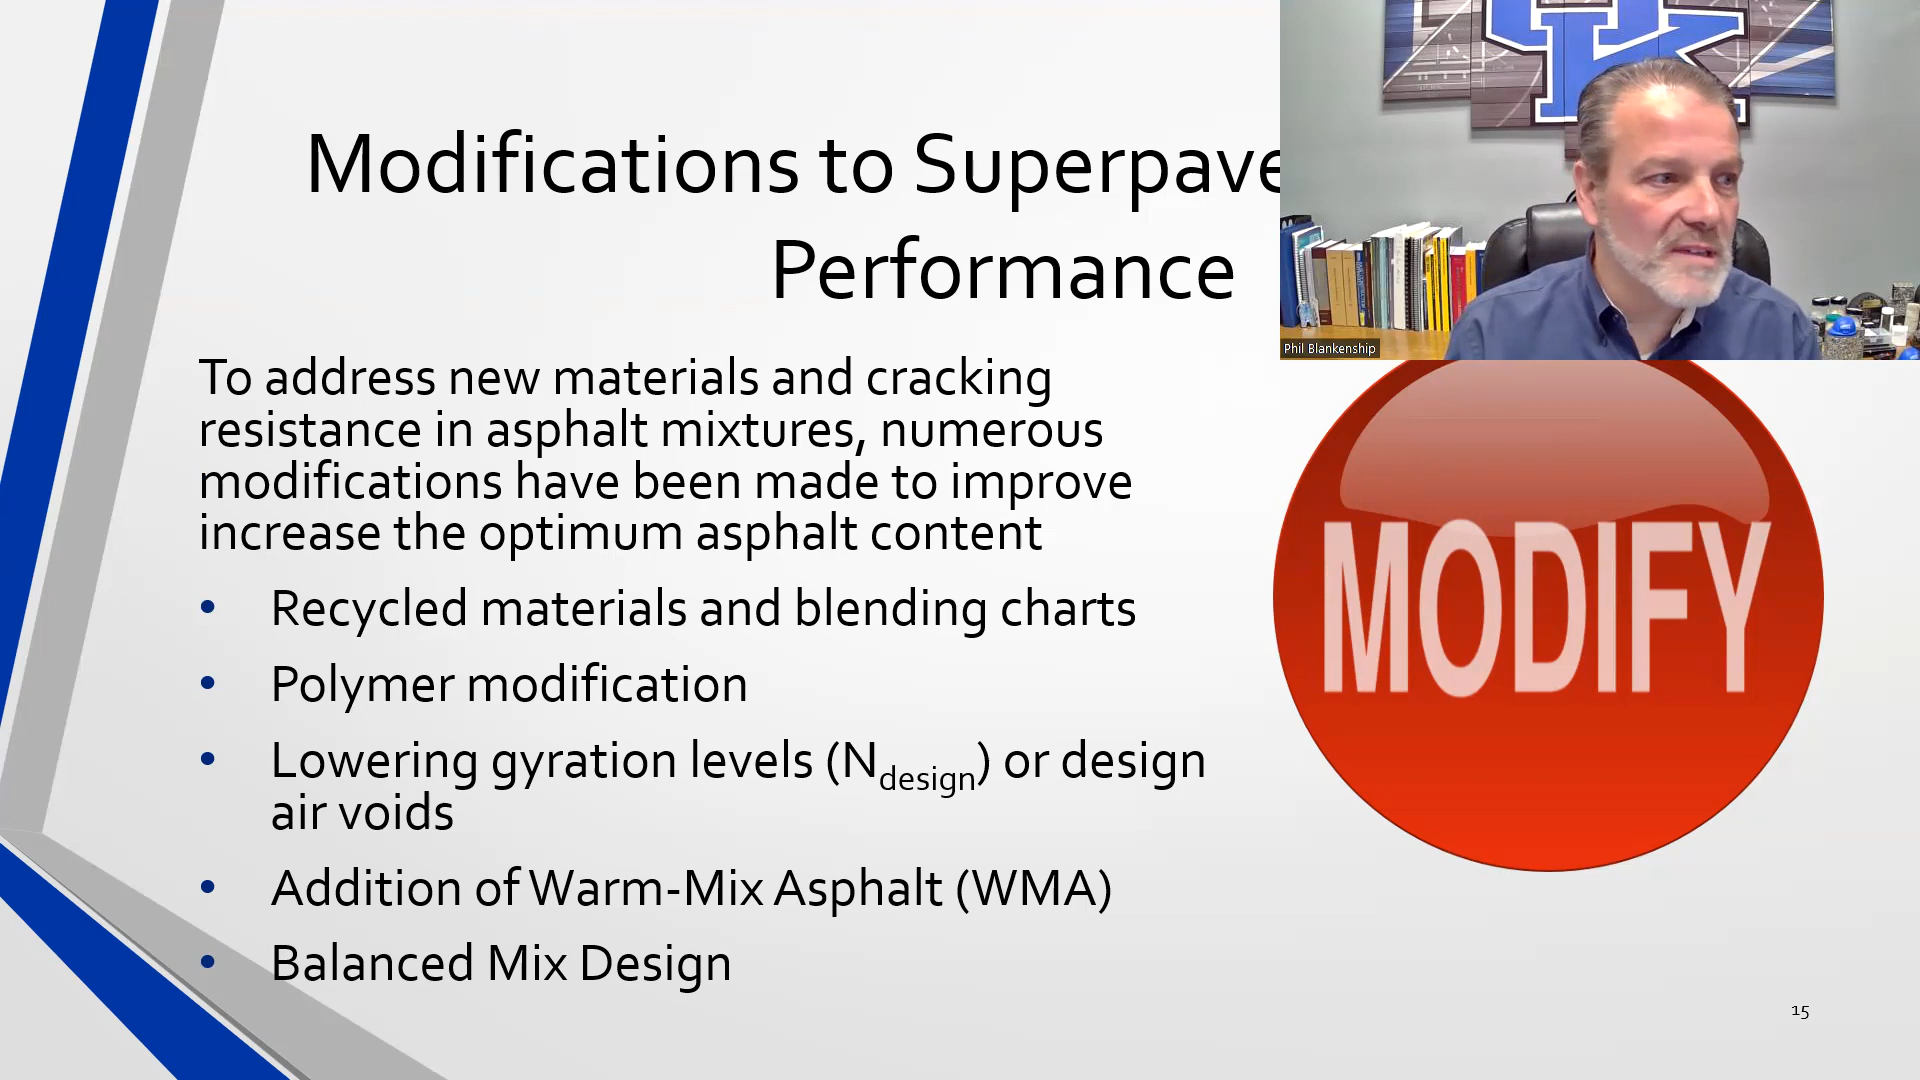 Modifications to Superpave
Performance
To address new materials and cracking
resistance in asphalt mixtures, numerous
modifications have been made to improve
increase the optimum asphalt content
• Recycled materials and blending charts
• Polymer modification
• Lowering gyration levels (Ndesign) or design
air voids
• Addition of Warm-Mix Asphalt (WMA)
• Balanced Mix Design
UK
Phil Blankenship
MODIFY
15